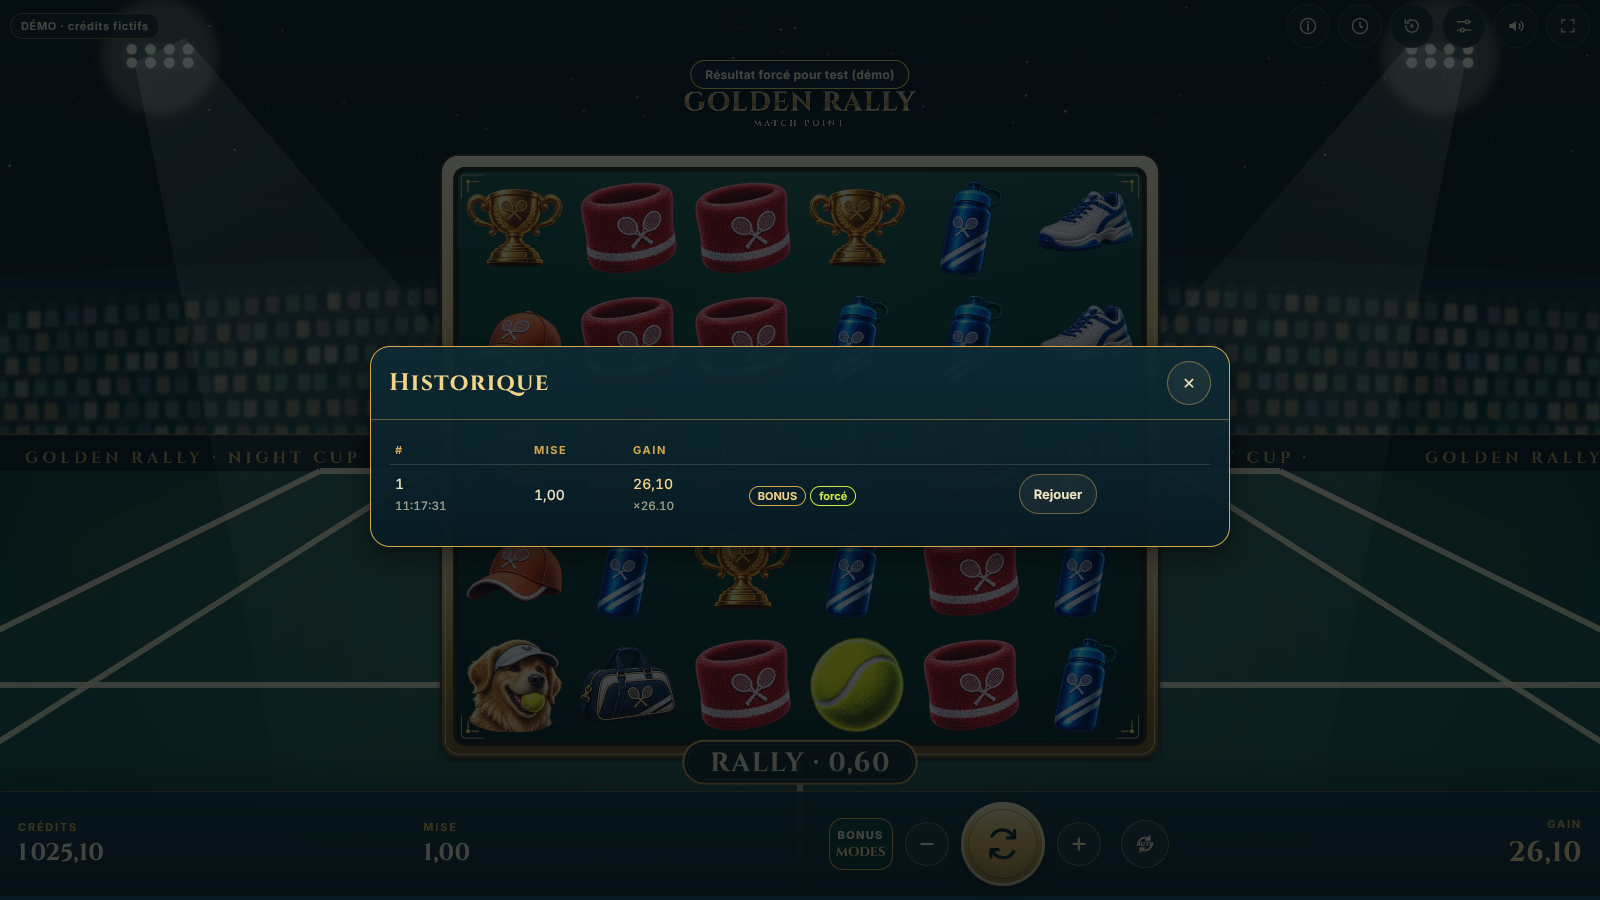 DÉMO · crédits fictifs
Résultat forcé pour test (démo)
GOLDEN RALLY
MATCH POINT
HISTORIQUE
# MISE GAIN
1 1,00 26,10 BONUS forcé Rejouer
11:17:31 ×26.10
GOLDEN RALLY · NIGHT CUP
CUP ·
GOLDEN RALLY
RALLY · 0,60
CRÉDITS
1 025,10
MISE
1,00
BONUS
MODES
GAIN
26,10